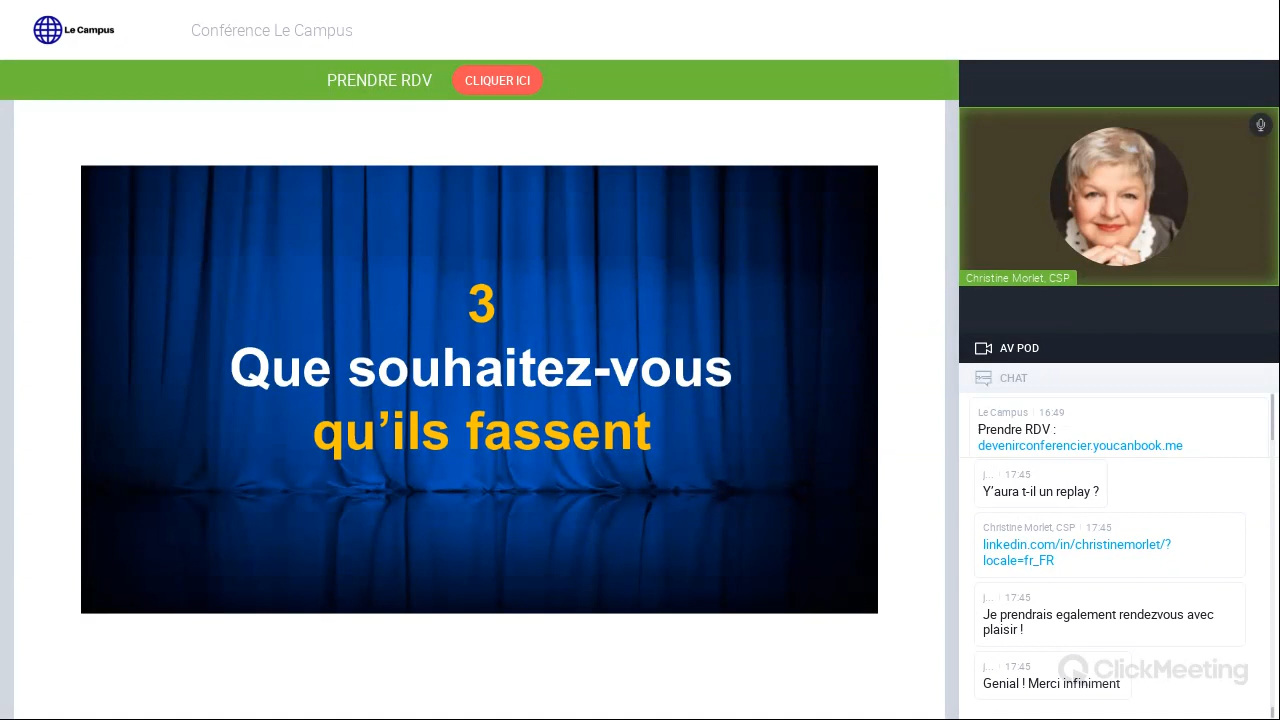 Le Campus
Conférence Le Campus
PRENDRE RDV
CLIQUER ICI
3
Que souhaitez-vous
qu’ils fassent
Christine Morlet, CSP
AV POD
CHAT
Le Campus 16:49
Prendre RDV :
devenirconferencier.youcanbook.me
j... 17:45
Y’aura t-il un replay ?
Christine Morlet, CSP 17:45
linkedin.com/in/christinemorlet/?
locale=fr_FR
j... 17:45
Je prendrais egalement rendezvous avec
plaisir !
j... 17:45
Genial ! Merci infiniment
ClickMeeting